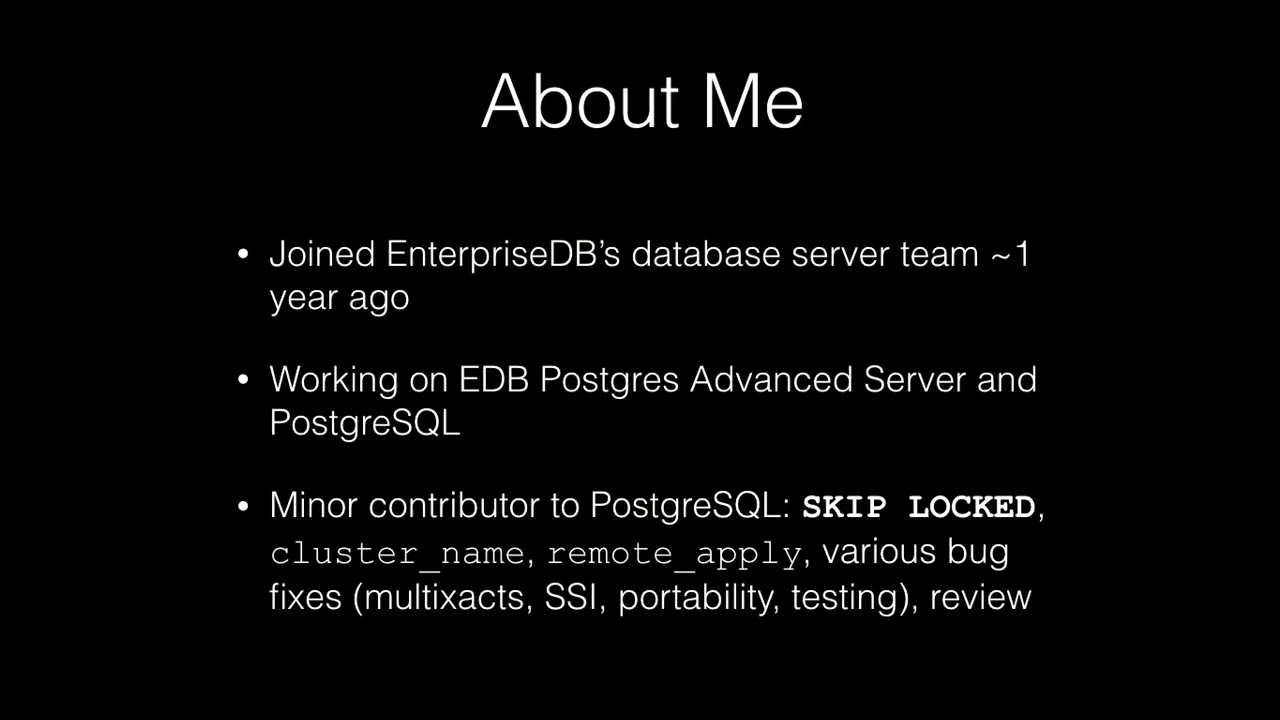 About Me
• Joined EnterpriseDB’s database server team ~1
year ago
• Working on EDB Postgres Advanced Server and
PostgreSQL
• Minor contributor to PostgreSQL: SKIP LOCKED,
cluster_name, remote_apply, various bug
fixes (multixacts, SSI, portability, testing), review